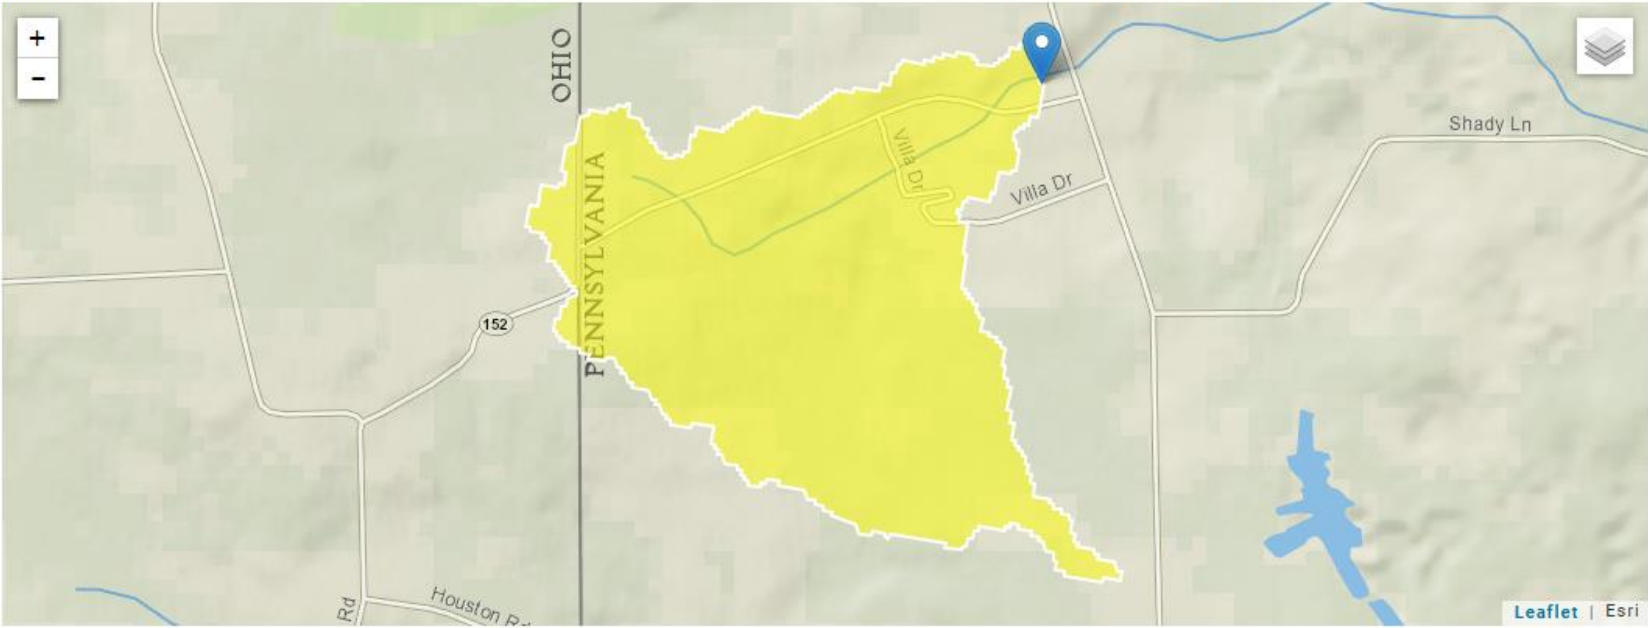 +
−
OHIO
PENNSYLVANIA
Villa Dr
Villa Dr
Shady Ln
152
Rd
Houston Rd
Leaflet | Esri